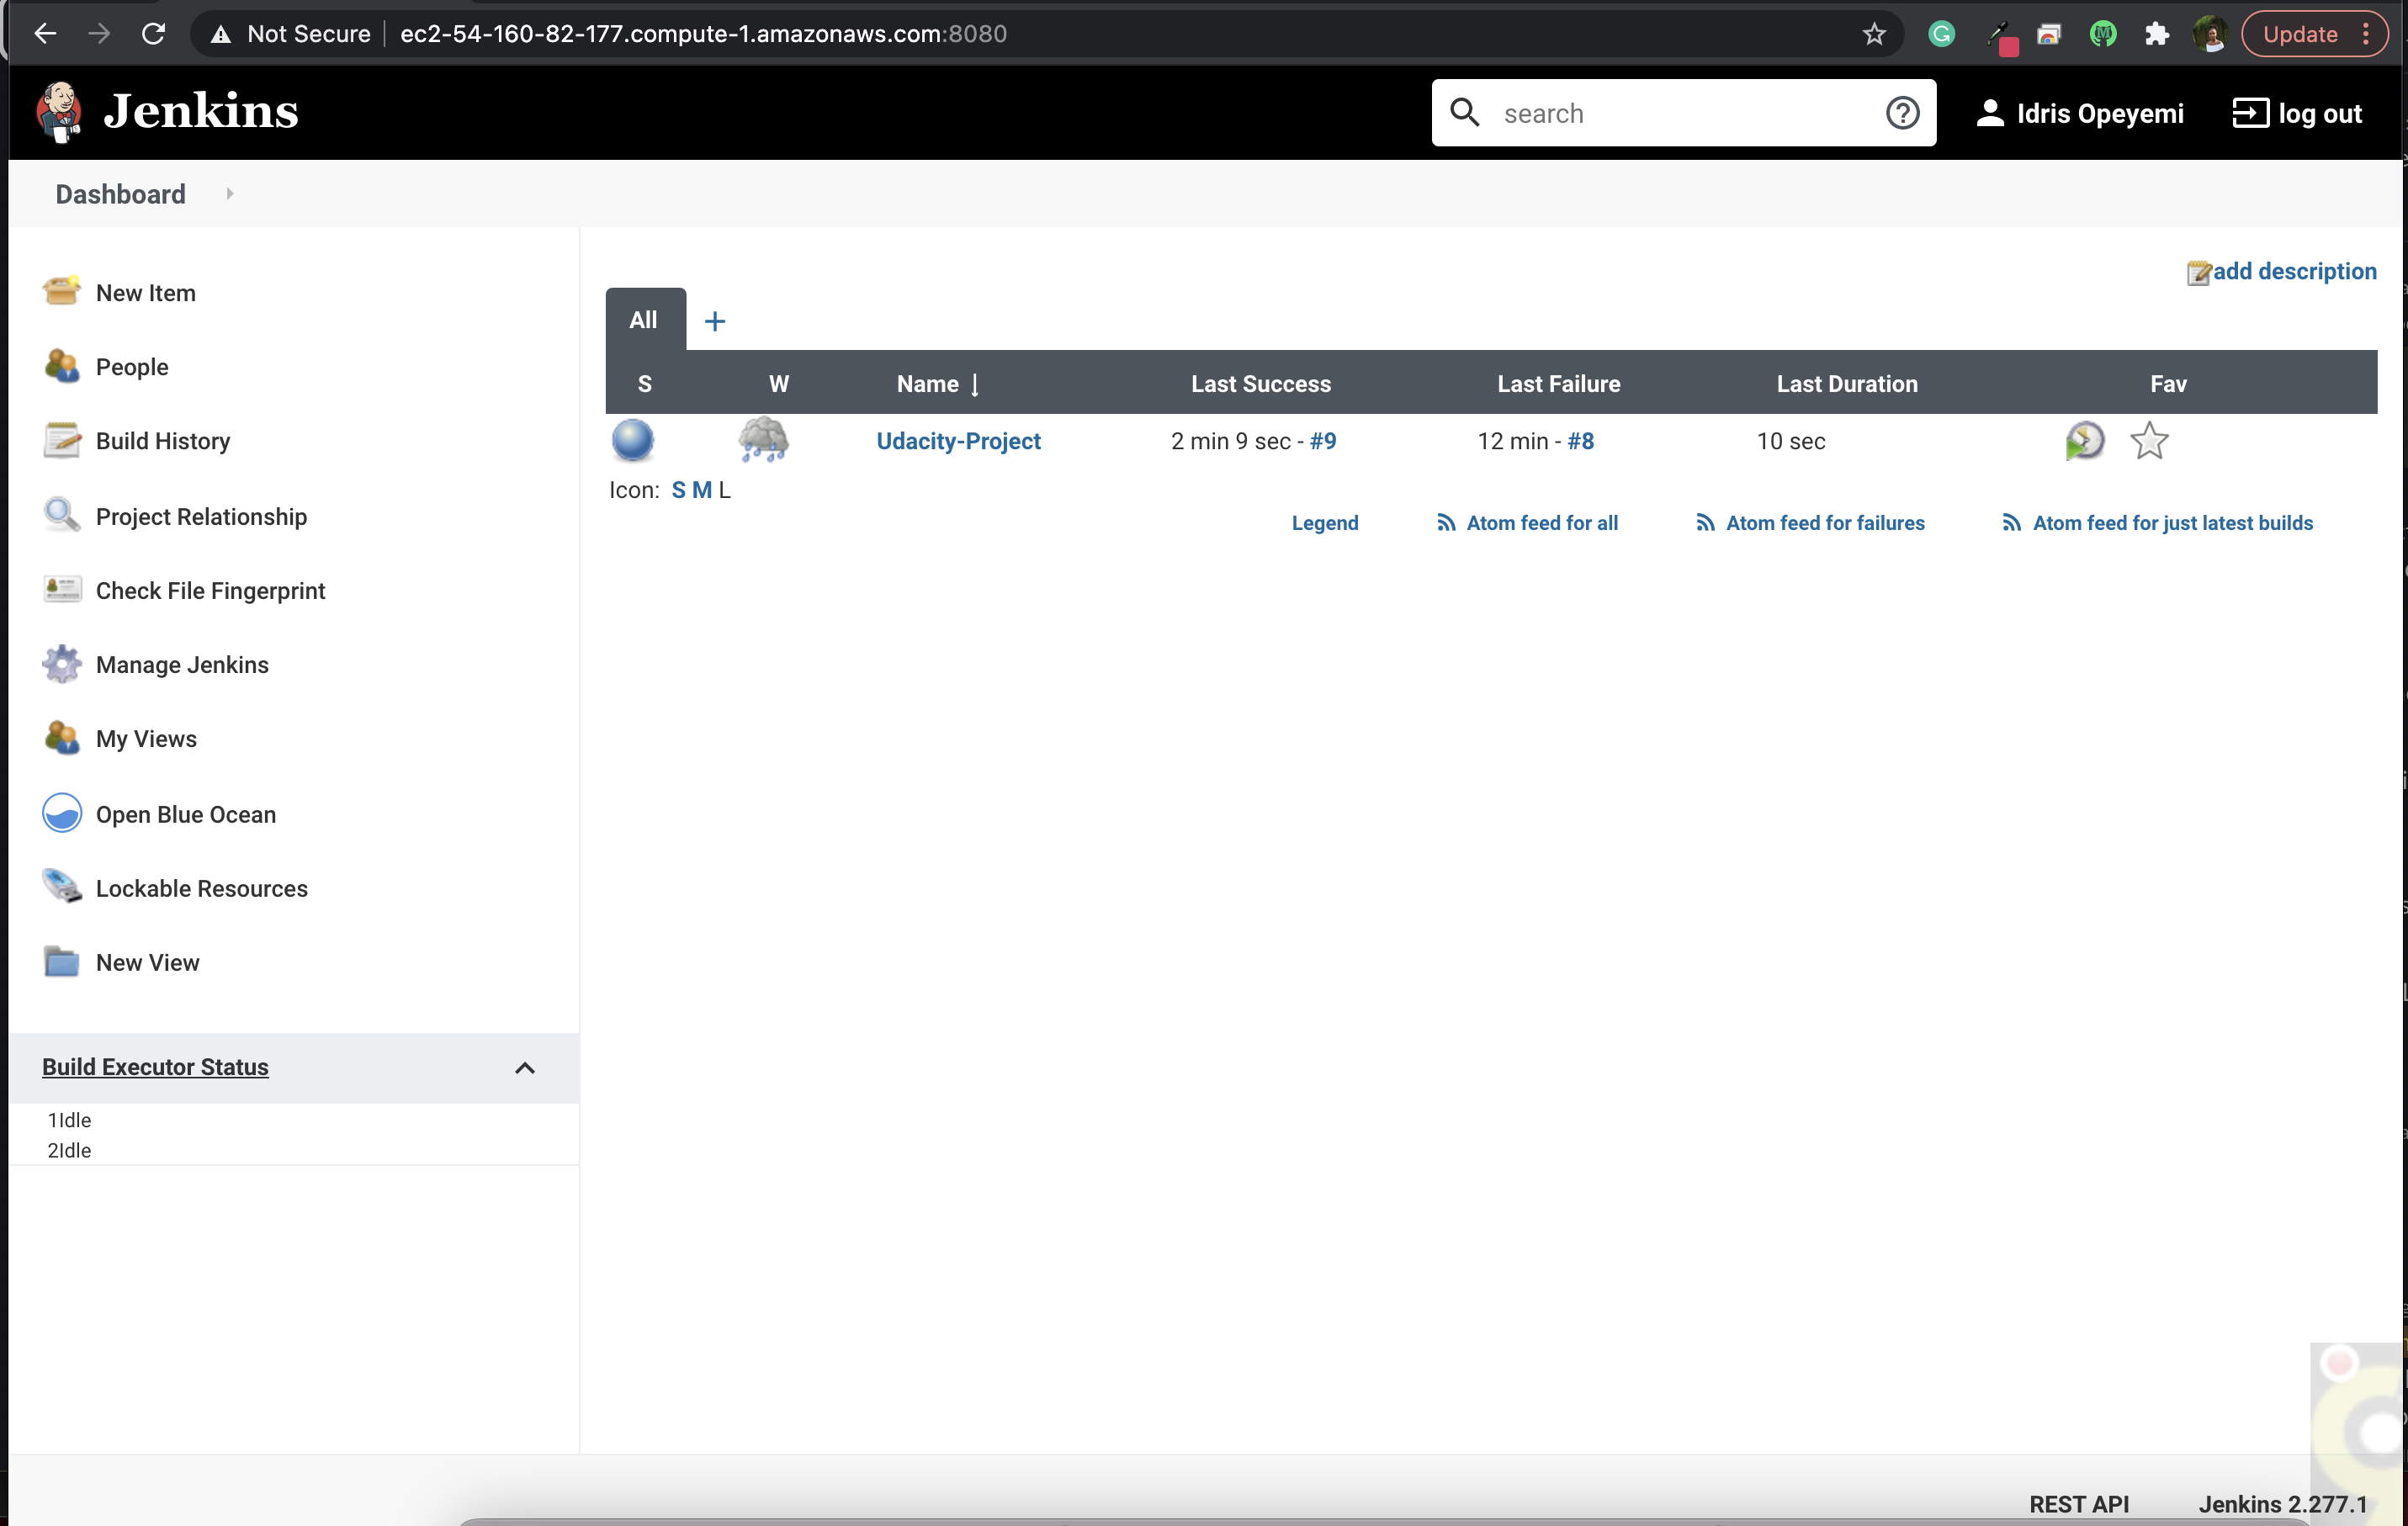 Not Secure ec2-54-160-82-177.compute-1.amazonaws.com:8080 Update
Jenkins search Idris Opeyemi log out
Dashboard
add description
New Item
People
Build History
Project Relationship
Check File Fingerprint
Manage Jenkins
My Views
Open Blue Ocean
Lockable Resources
New View
Build Executor Status
1Idle
2Idle
All +
S W Name ↓ Last Success Last Failure Last Duration Fav
Udacity-Project 2 min 9 sec - #9 12 min - #8 10 sec
Icon: S M L
Legend Atom feed for all Atom feed for failures Atom feed for just latest builds
REST API Jenkins 2.277.1